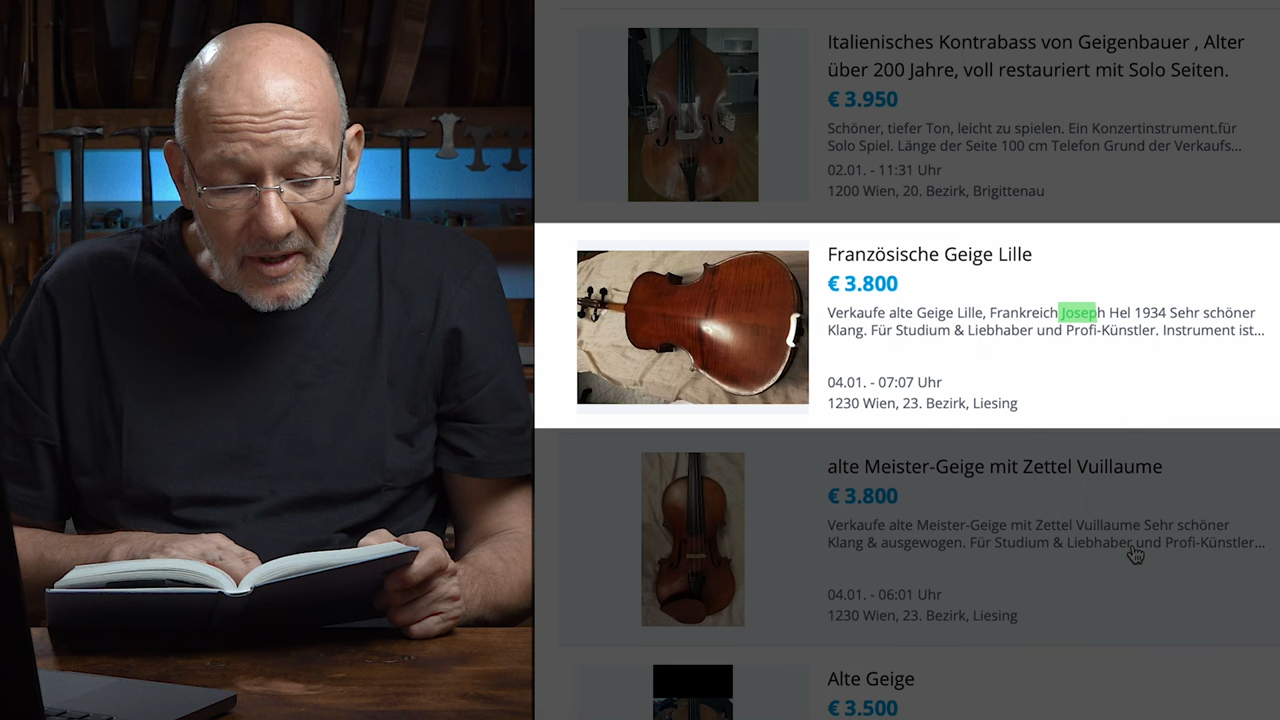 Italienisches Kontrabass von Geigenbauer , Alter
über 200 Jahre, voll restauriert mit Solo Seiten.
€ 3.950
Schöner, tiefer Ton, leicht zu spielen. Ein Konzertinstrument.für
Solo Spiel. Länge der Seite 100 cm Telefon Grund der Verkaufs...
02.01. - 11:31 Uhr
1200 Wien, 20. Bezirk, Brigittenau
Französische Geige Lille
€ 3.800
Verkaufe alte Geige Lille, Frankreich Joseph Hel 1934 Sehr schöner
Klang. Für Studium & Liebhaber und Profi-Künstler. Instrument ist...
04.01. - 07:07 Uhr
1230 Wien, 23. Bezirk, Liesing
alte Meister-Geige mit Zettel Vuillaume
€ 3.800
Verkaufe alte Meister-Geige mit Zettel Vuillaume Sehr schöner
Klang & ausgewogen. Für Studium & Liebhaber und Profi-Künstler...
04.01. - 06:01 Uhr
1230 Wien, 23. Bezirk, Liesing
Alte Geige
€ 3.500